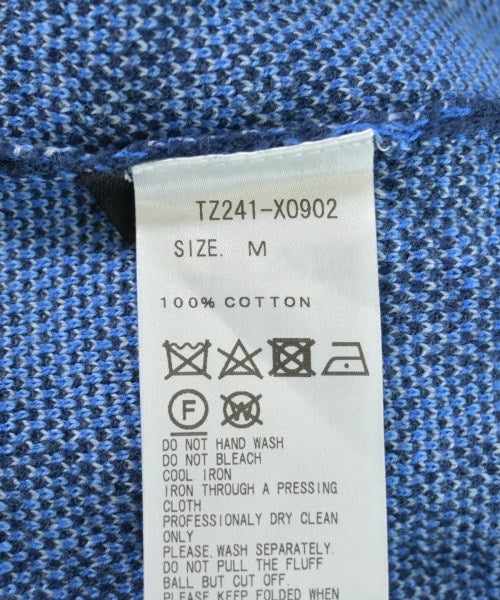 TZ241-X0902
SIZE. M
100% COTTON
F W
DO NOT HAND WASH
DO NOT BLEACH
COOL IRON
IRON THROUGH A PRESSING
CLOTH
PROFESSIONALY DRY CLEAN
ONLY
PLEASE. WASH SEPARATELY.
DO NOT PULL THE FLUFF
BALL BUT CUT OFF.
PLEASE KEEP FOLDED WHEN